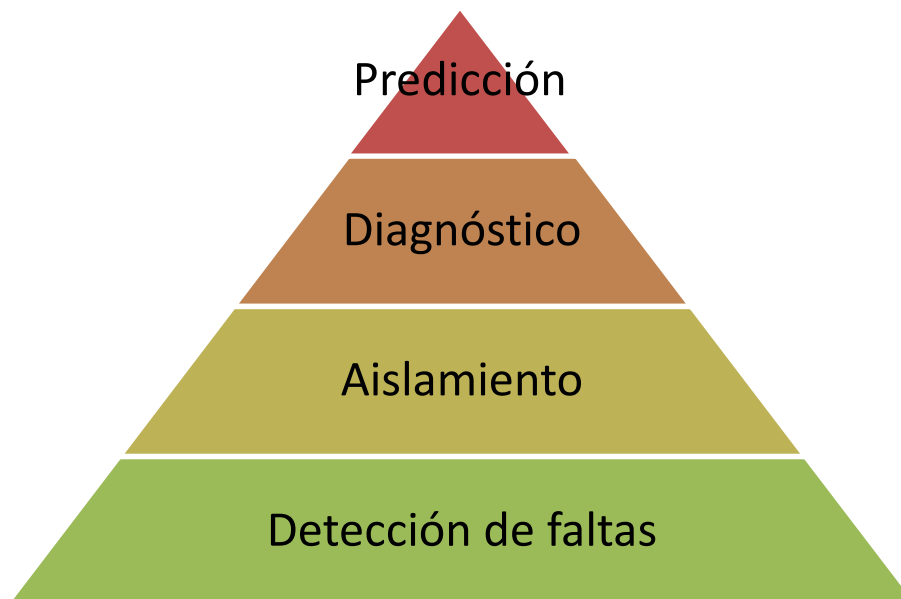 Predicción
Diagnóstico
Aislamiento
Detección de faltas